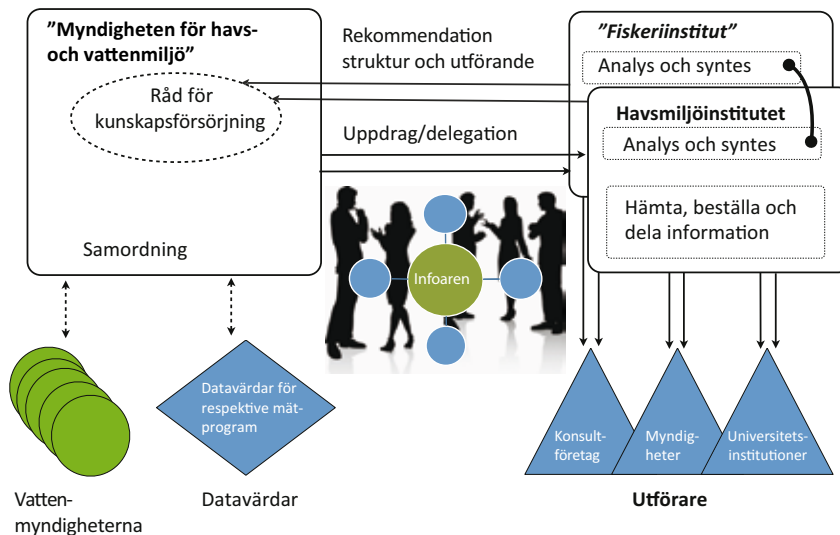 ”Myndigheten för havs-
och vattenmiljö”
Råd för
kunskapsförsörjning
Samordning
Rekommendation
struktur och utförande
Uppdrag/delegation
”Fiskeriinstitut”
Analys och syntes
Havsmiljöinstitutet
Analys och syntes
Hämta, beställa och
dela information
Infoaren
Datavärdar för
respektive mät-
program
Konsult-
företag
Myndig-
heter
Universitets-
institutioner
Vatten-
myndigheterna
Datavärdar
Utförare